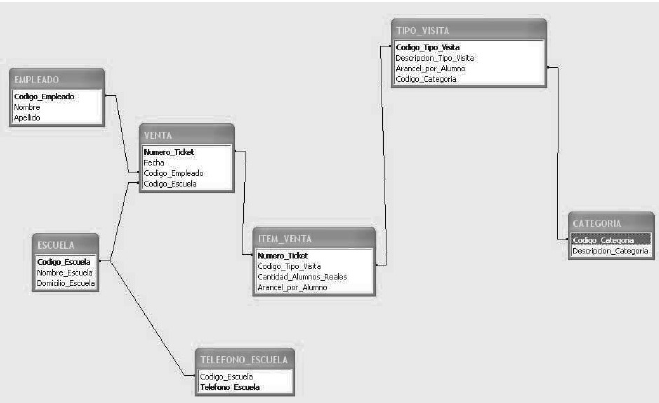 TIPO_VISITA
Codigo_Tipo_Visita
Descripcion_Tipo_Visita
Arancel_por_Alumno
Codigo_Categoria
EMPLEADO
Codigo_Empleado
Nombre
Apellido
VENTA
Numero_Ticket
Fecha
Codigo_Empleado
Codigo_Escuela
ESCUELA
Codigo_Escuela
Nombre_Escuela
Domicilio_Escuela
ITEM_VENTA
Numero_Ticket
Codigo_Tipo_Visita
Cantidad_Alumnos_Reales
Arancel_por_Alumno
CATEGORIA
Codigo_Categoria
Descripcion_Categoria
TELEFONO_ESCUELA
Codigo_Escuela
Telefono_Escuela